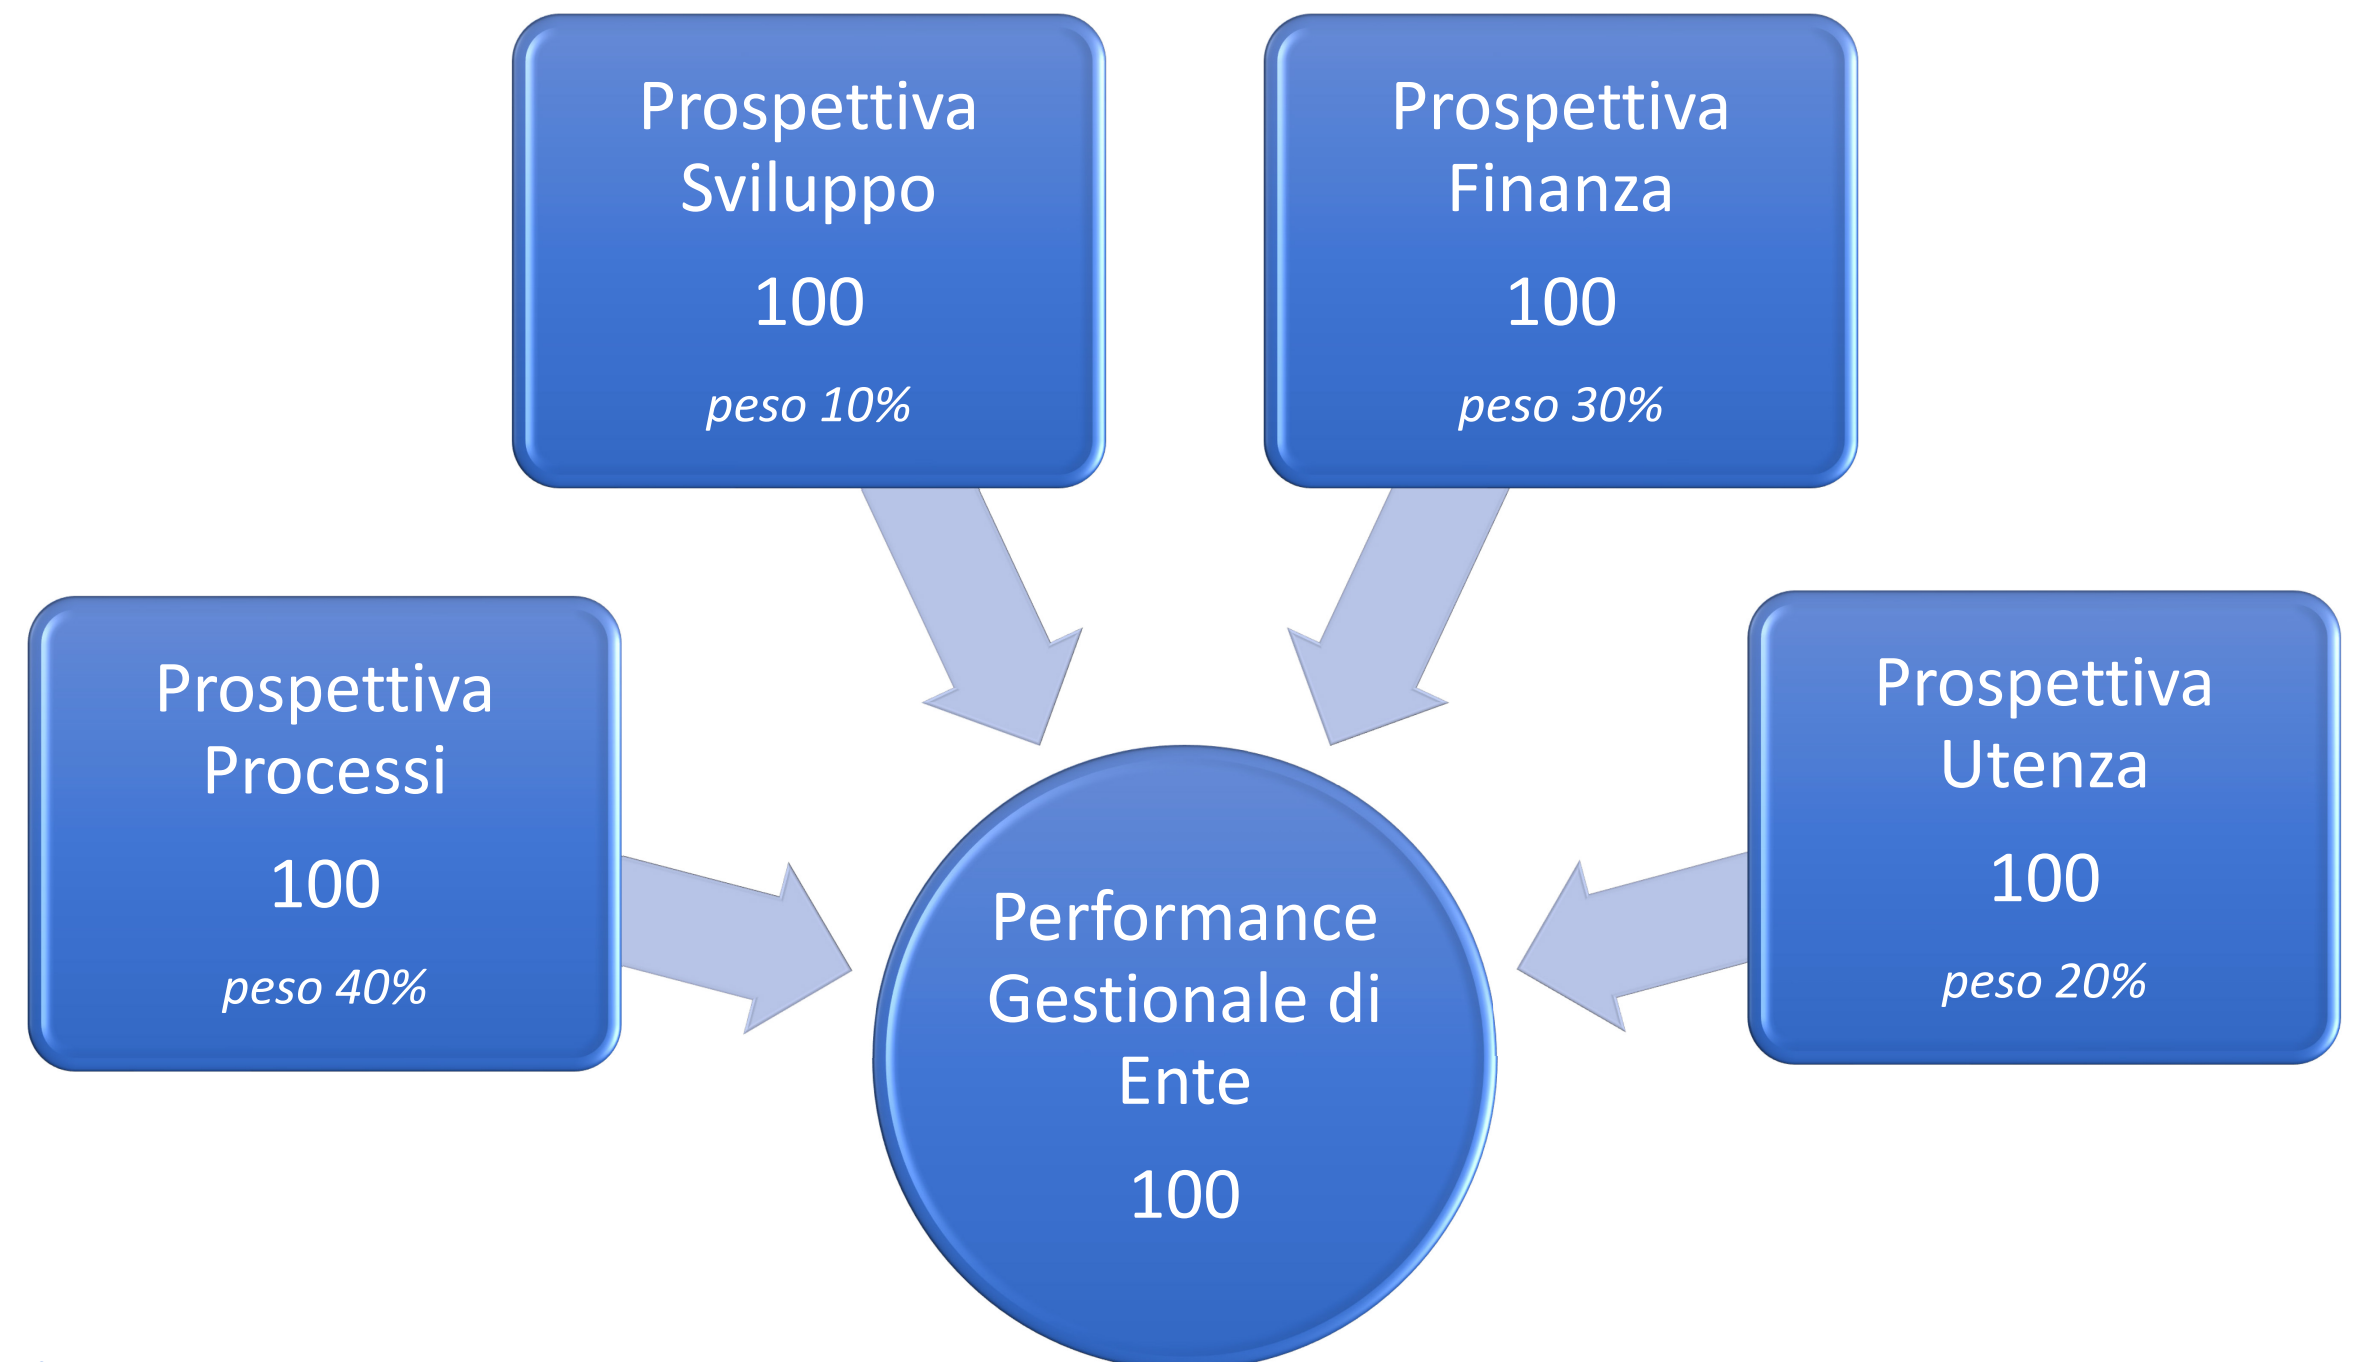 Prospettiva
Sviluppo
100
peso 10%
Prospettiva
Finanza
100
peso 30%
Prospettiva
Processi
100
peso 40%
Prospettiva
Utenza
100
peso 20%
Performance
Gestionale di
Ente
100